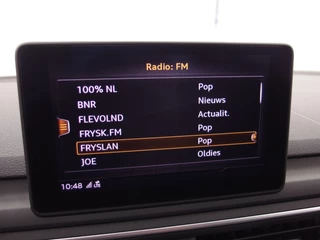 Radio: FM
100% NL Pop
BNR Nieuws
FLEVOLND Actualit.
FRYSK.FM Pop
FRYSLAN Pop
JOE Oldies
10:48